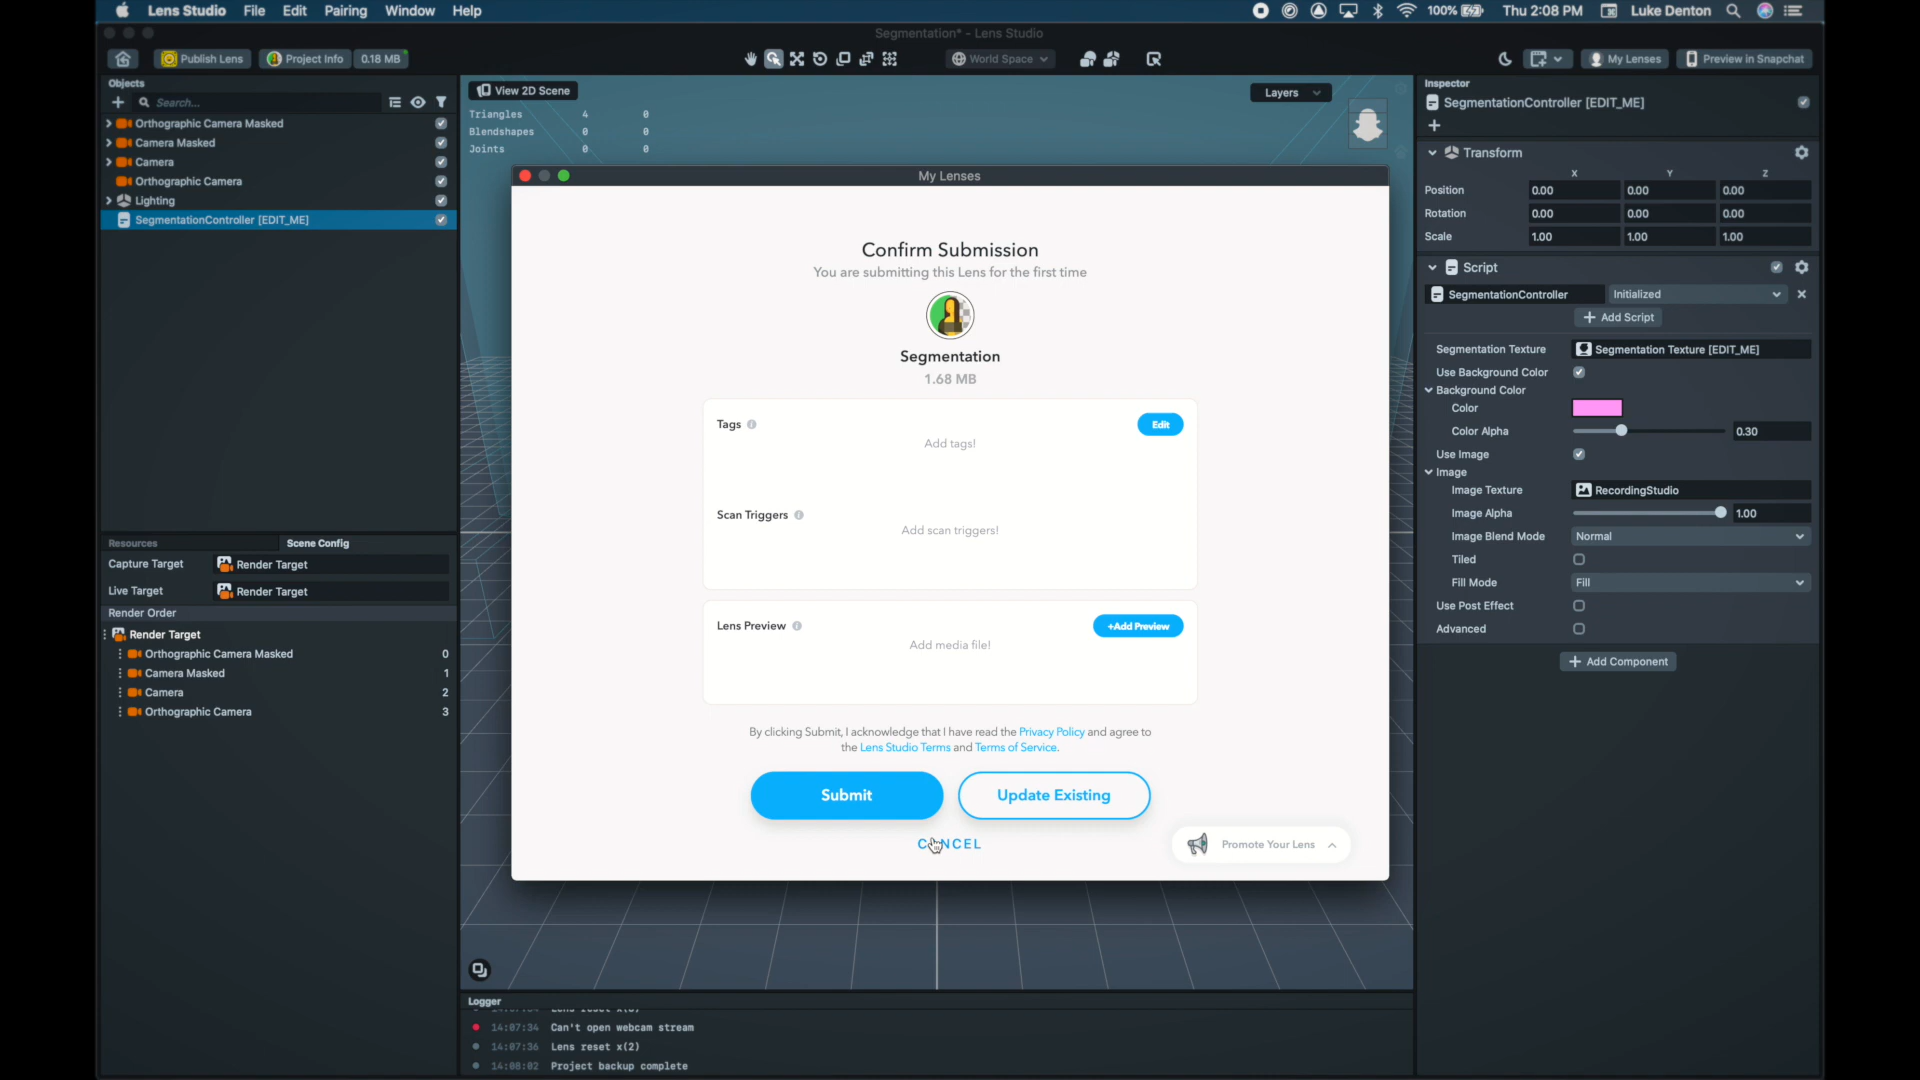 Lens Studio File Edit Pairing Window Help
100% Thu 2:08 PM Luke Denton
Segmentation* - Lens Studio
Publish Lens Project Info 0.18 MB World Space My Lenses Preview in Snapchat
Objects
Search...
Orthographic Camera Masked
Camera Masked
Camera
Orthographic Camera
Lighting
SegmentationController [EDIT_ME]
Resources Scene Config
Capture Target Render Target
Live Target Render Target
Render Order
Render Target
Orthographic Camera Masked 0
Camera Masked 1
Camera 2
Orthographic Camera 3
View 2D Scene
Layers
Triangles 4 0
Blendshapes 0 0
Joints 0 0
My Lenses
Confirm Submission
You are submitting this Lens for the first time
Segmentation
1.68 MB
Tags Edit
Add tags!
Scan Triggers
Add scan triggers!
Lens Preview +Add Preview
Add media file!
By clicking Submit, I acknowledge that I have read the Privacy Policy and agree to
the Lens Studio Terms and Terms of Service.
Submit Update Existing
CANCEL
Promote Your Lens
Logger
14:07:34 Can't open webcam stream
14:07:36 Lens reset x(2)
14:08:02 Project backup complete
Inspector
SegmentationController [EDIT_ME]
Transform
X Y Z
Position 0.00 0.00 0.00
Rotation 0.00 0.00 0.00
Scale 1.00 1.00 1.00
Script
SegmentationController Initialized
Add Script
Segmentation Texture Segmentation Texture [EDIT_ME]
Use Background Color
Background Color
Color
Color Alpha 0.30
Use Image
Image
Image Texture RecordingStudio
Image Alpha 1.00
Image Blend Mode Normal
Tiled
Fill Mode Fill
Use Post Effect
Advanced
Add Component